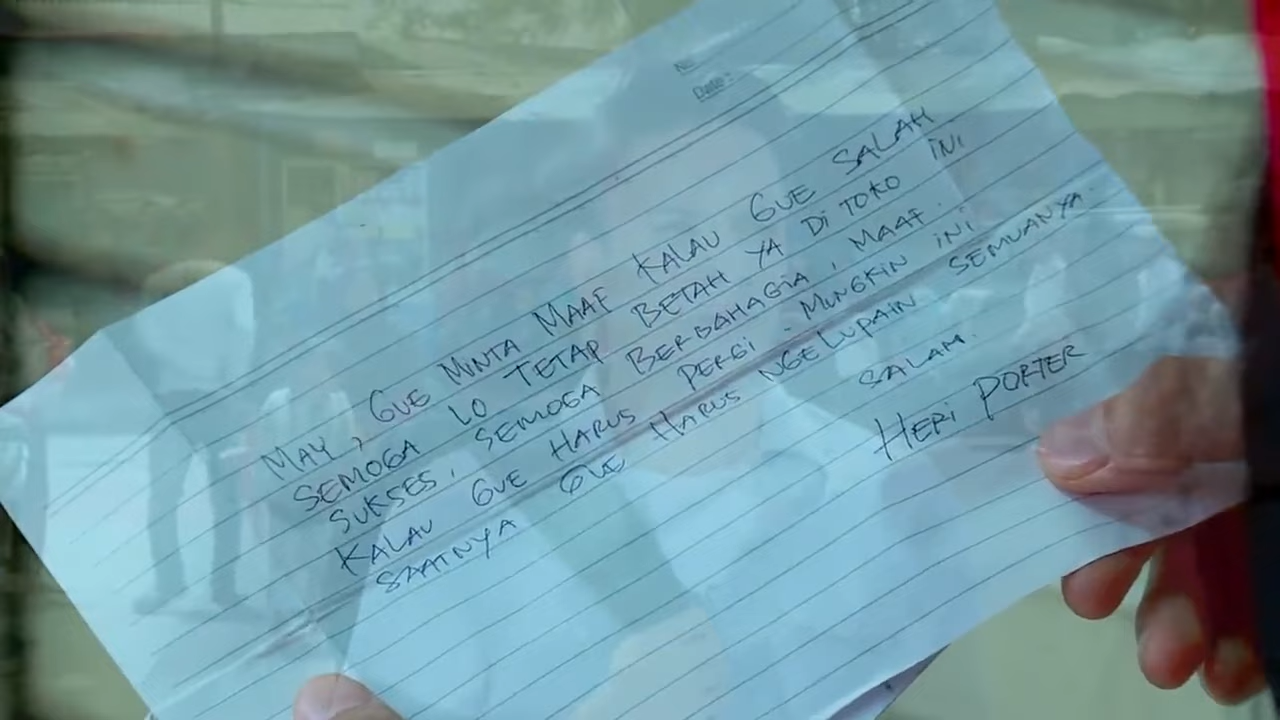 No:
Date:
MAY, GUE MINTA MAAF KALAU GUE SALAH
SEMOGA LO TETAP BETAH YA Di TOKO iNi
SUKSES, SEMOGA BERBAHAGIA, MAAF.
KALAU GUE HARUS PERGI. MUNGKIN iNi
SAATNYA GUE HARUS NGELUPAIN SEMUANYA.
SALAM.
HERi PORTER